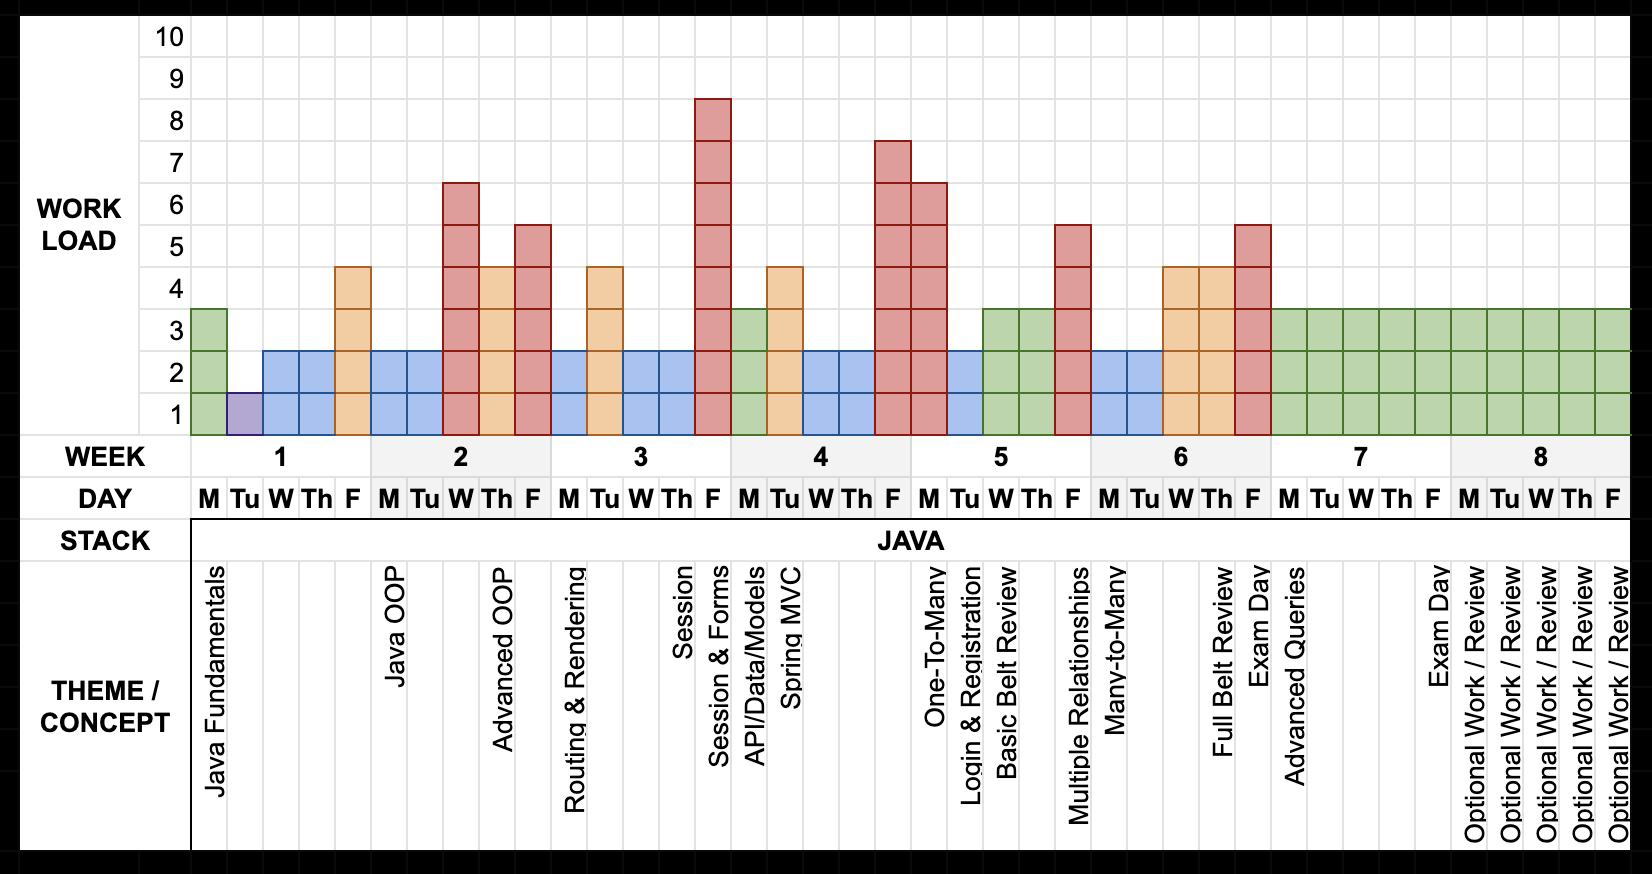 10
9
8
7
6
5
4
3
2
1
WORK
LOAD
WEEK 1 2 3 4 5 6 7 8
DAY M Tu W Th F M Tu W Th F M Tu W Th F M Tu W Th F M Tu W Th F M Tu W Th F M Tu W Th F M Tu W Th F
STACK JAVA
THEME /
CONCEPT
Java Fundamentals
Java OOP
Advanced OOP
Routing & Rendering
Session
Session & Forms
API/Data/Models
Spring MVC
One-To-Many
Login & Registration
Basic Belt Review
Multiple Relationships
Many-to-Many
Full Belt Review
Exam Day
Advanced Queries
Exam Day
Optional Work / Review
Optional Work / Review
Optional Work / Review
Optional Work / Review
Optional Work / Review